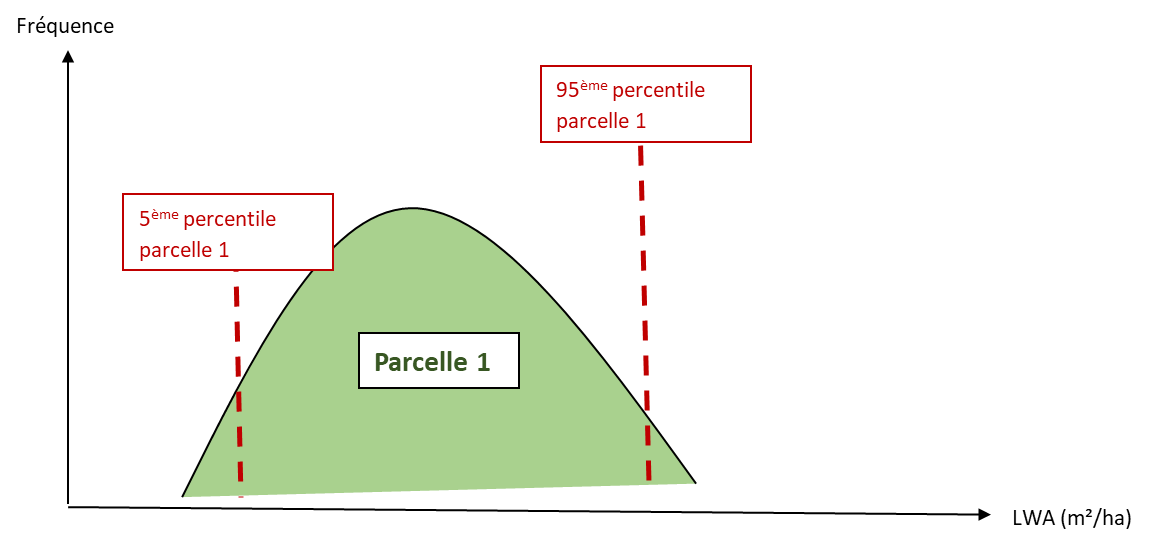 Fréquence
95ème percentile
parcelle 1
5ème percentile
parcelle 1
Parcelle 1
LWA (m²/ha)